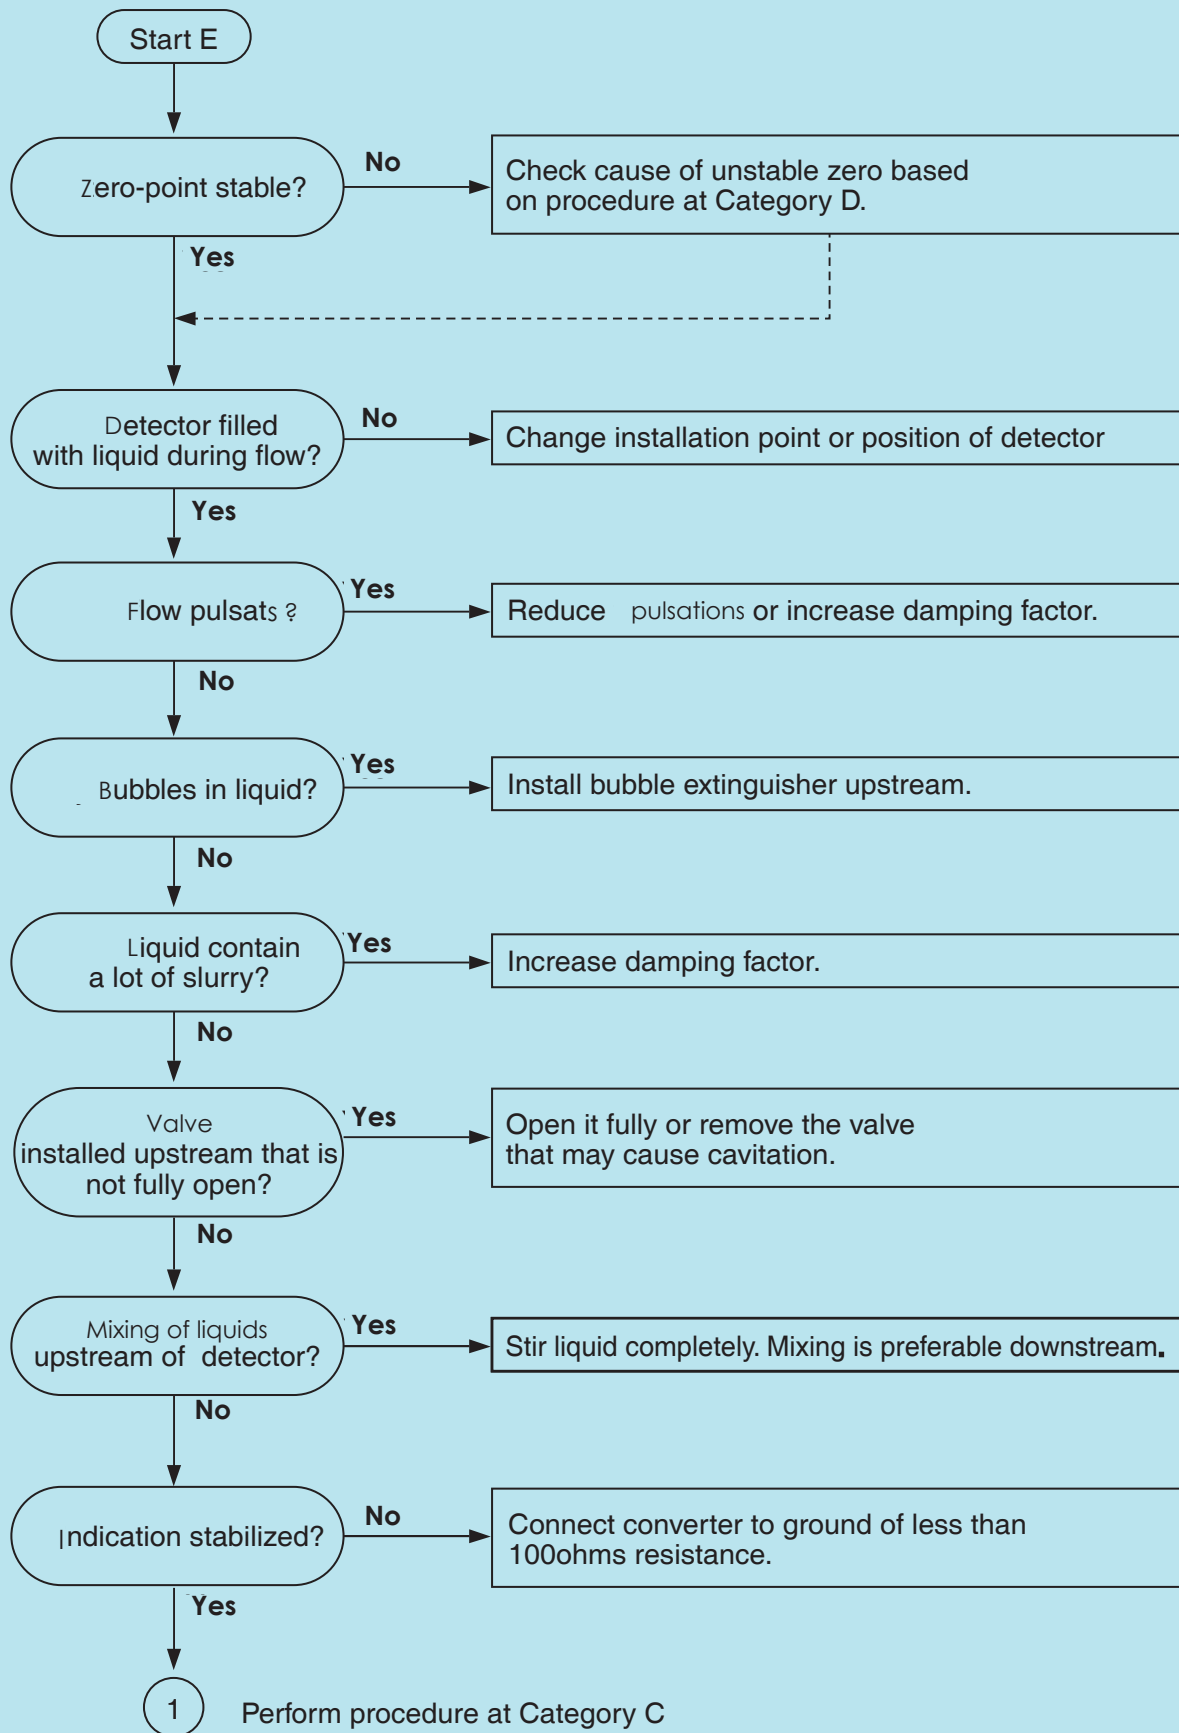 Start E
Zero-point stable?
No
Check cause of unstable zero based
on procedure at Category D.
Yes
Detector filled
with liquid during flow?
No
Change installation point or position of detector
Yes
Flow pulsats ?
Yes
Reduce pulsations or increase damping factor.
No
Bubbles in liquid?
Yes
Install bubble extinguisher upstream.
No
Liquid contain
a lot of slurry?
Yes
Increase damping factor.
No
Valve
installed upstream that is
not fully open?
Yes
Open it fully or remove the valve
that may cause cavitation.
No
Mixing of liquids
upstream of detector?
Yes
Stir liquid completely. Mixing is preferable downstream.
No
Indication stabilized?
No
Connect converter to ground of less than
100ohms resistance.
Yes
1
Perform procedure at Category C